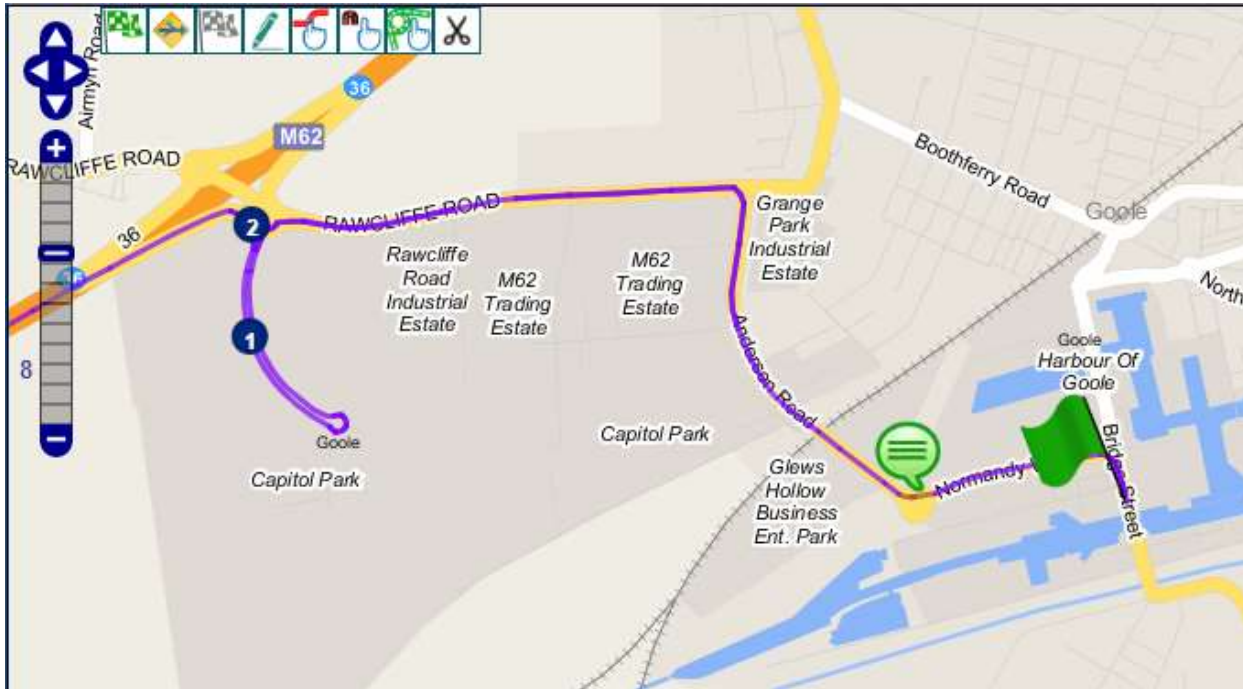 Airmyn Road
36
M62
RAWCLIFFE ROAD
36
2
RAWCLIFFE ROAD
Boothferry Road
Goole
Grange
Park
Industrial
Estate
Rawcliffe
Road
Industrial
Estate
M62
Trading
Estate
M62
Trading
Estate
North
1
8
Anderson Road
Goole
Harbour Of
Goole
Goole
Capitol Park
Capitol Park
Glews
Hollow
Business
Ent. Park
Normandy
Bridge Street